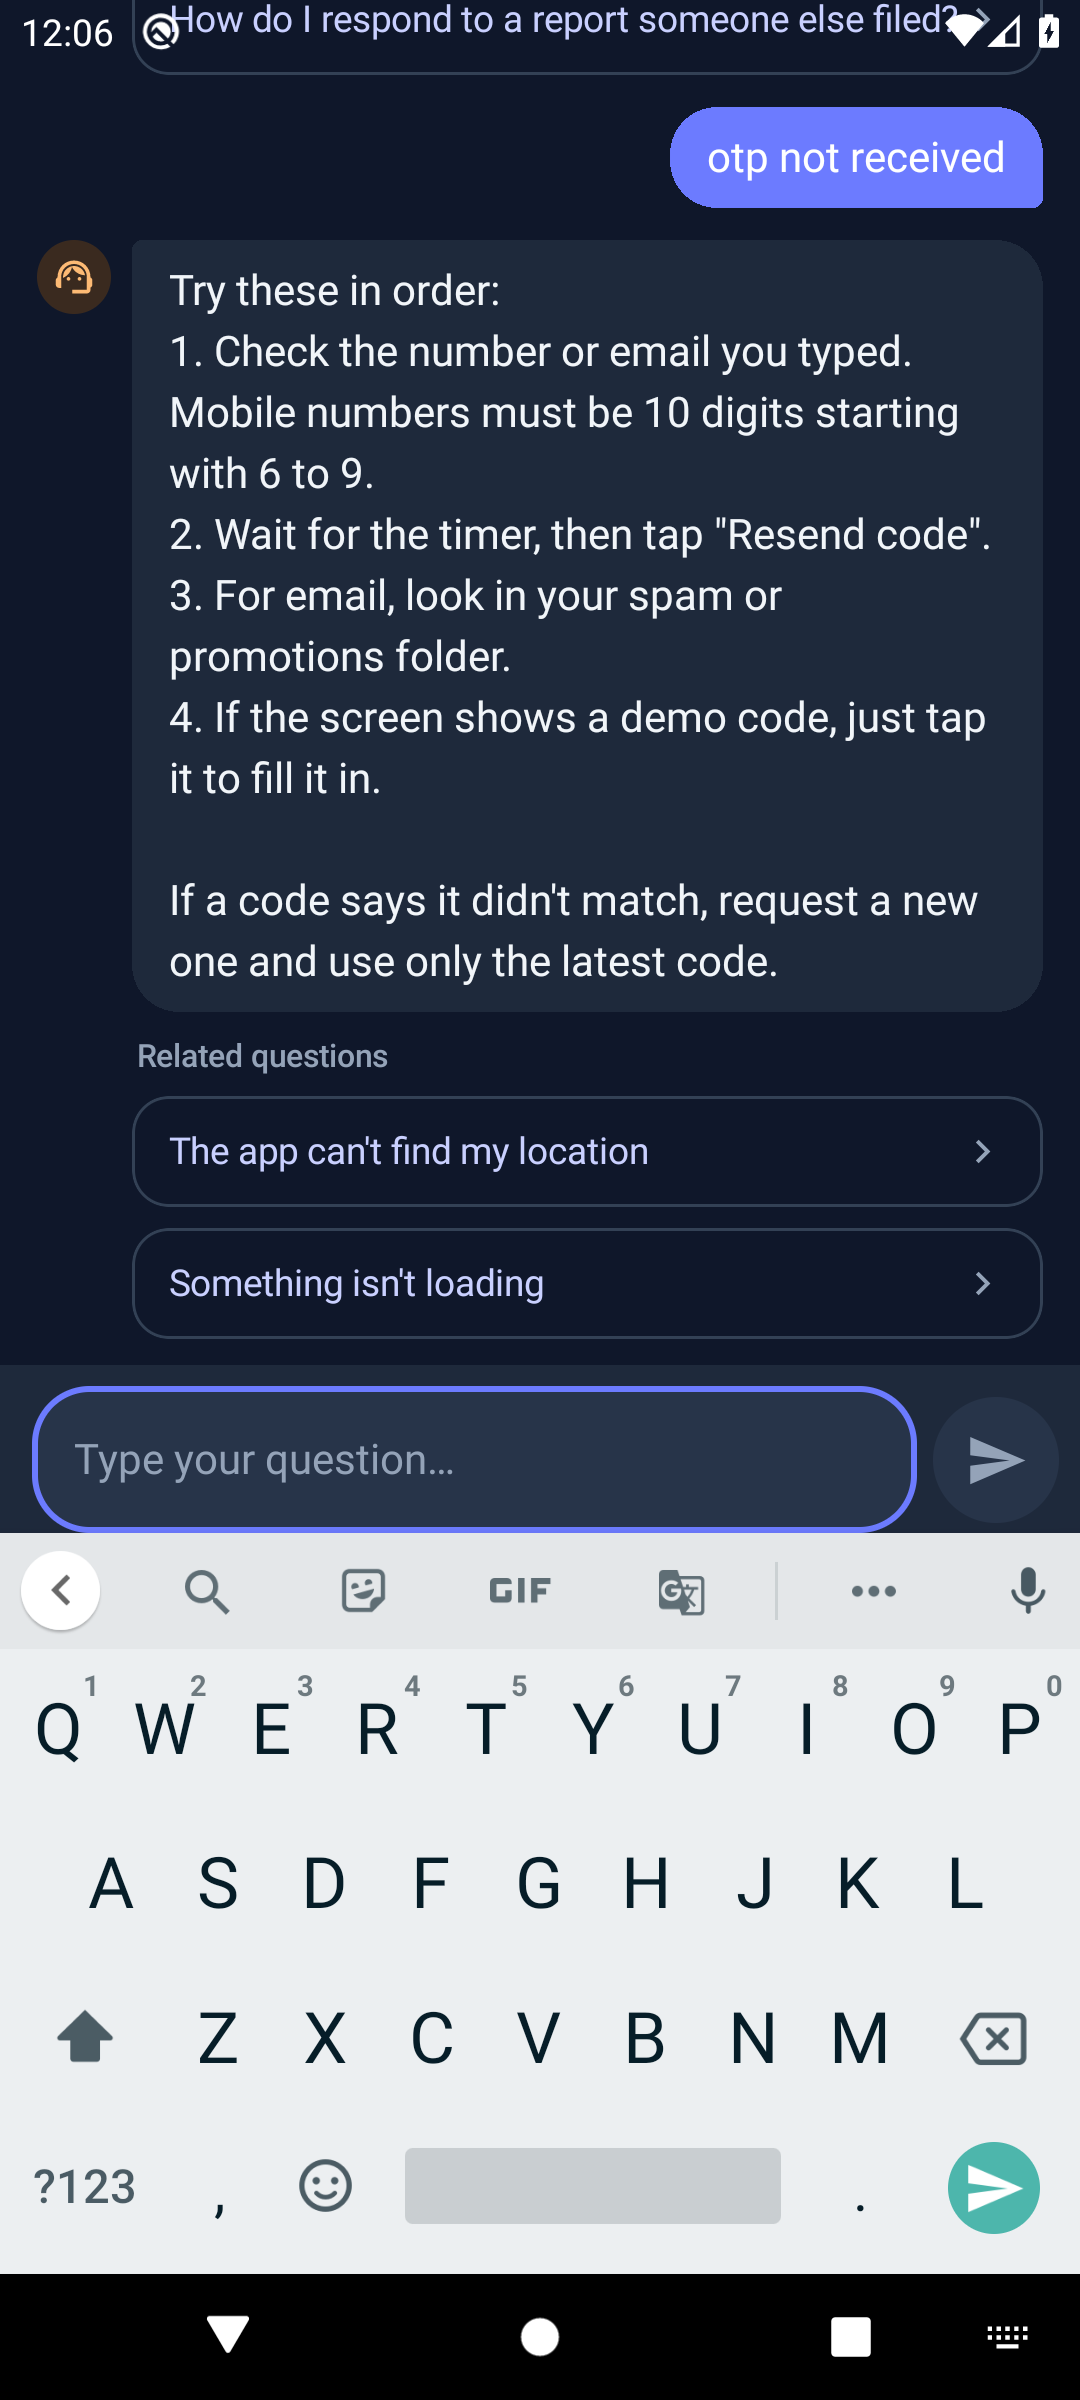 How do I respond to a report someone else filed?
12:06
otp not received
Try these in order:
1. Check the number or email you typed.
Mobile numbers must be 10 digits starting
with 6 to 9.
2. Wait for the timer, then tap "Resend code".
3. For email, look in your spam or
promotions folder.
4. If the screen shows a demo code, just tap
it to fill it in.
If a code says it didn't match, request a new
one and use only the latest code.
Related questions
The app can't find my location
Something isn't loading
Type your question…
GIF
1 2 3 4 5 6 7 8 9 0
Q W E R T Y U I O P
A S D F G H J K L
Z X C V B N M
?123 , .